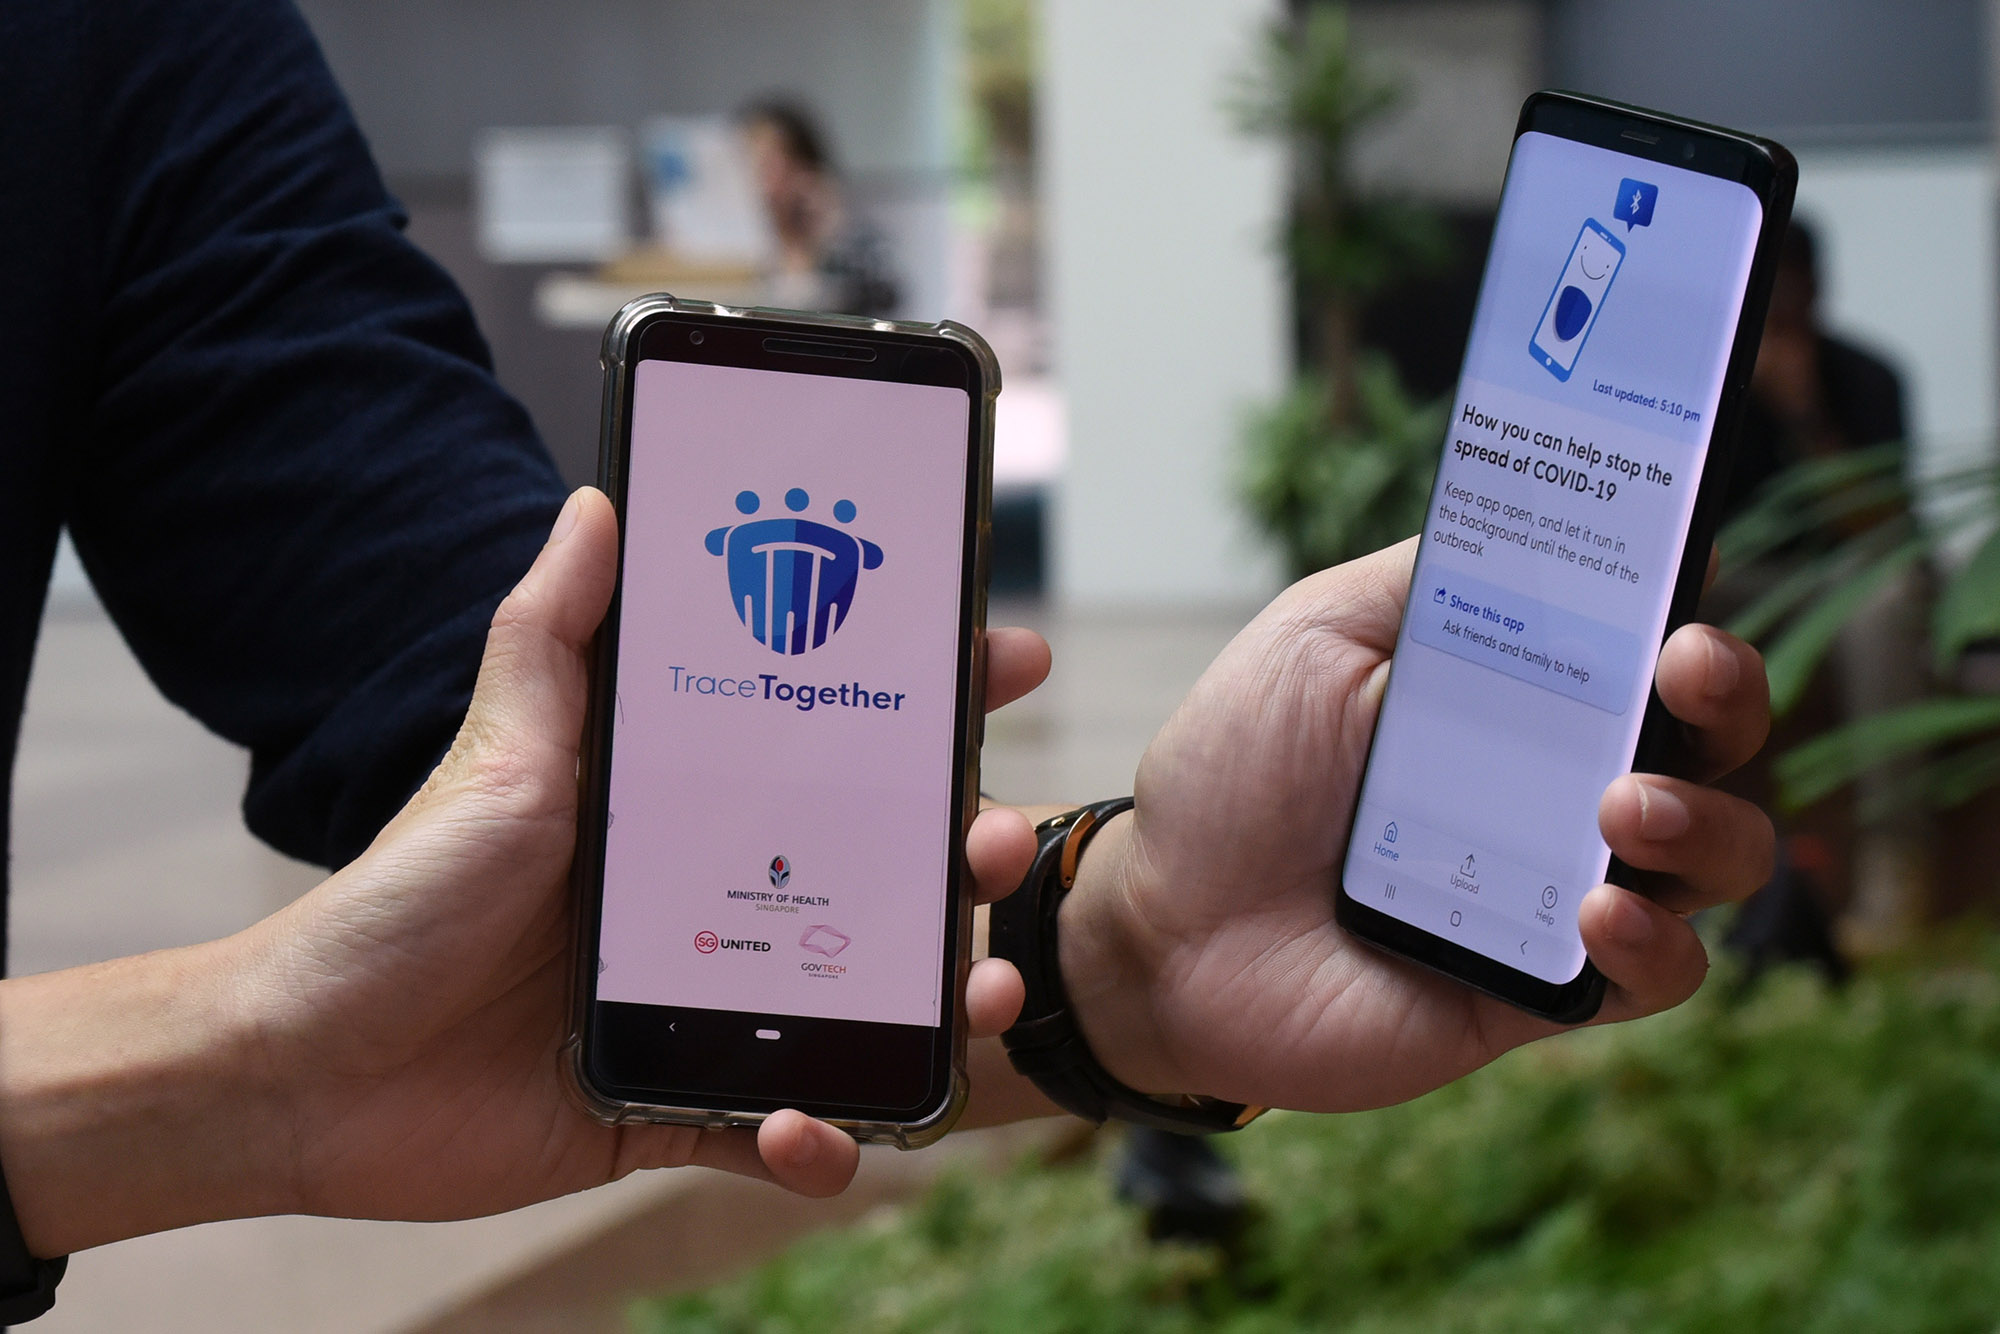 TraceTogether
MINISTRY OF HEALTH
SINGAPORE
SG UNITED
GOVTECH
SINGAPORE
Last updated: 5:10 pm
How you can help stop the
spread of COVID-19
Keep app open, and let it run in
the background until the end of the
outbreak
Share this app
Ask friends and family to help
Home
Upload
Help